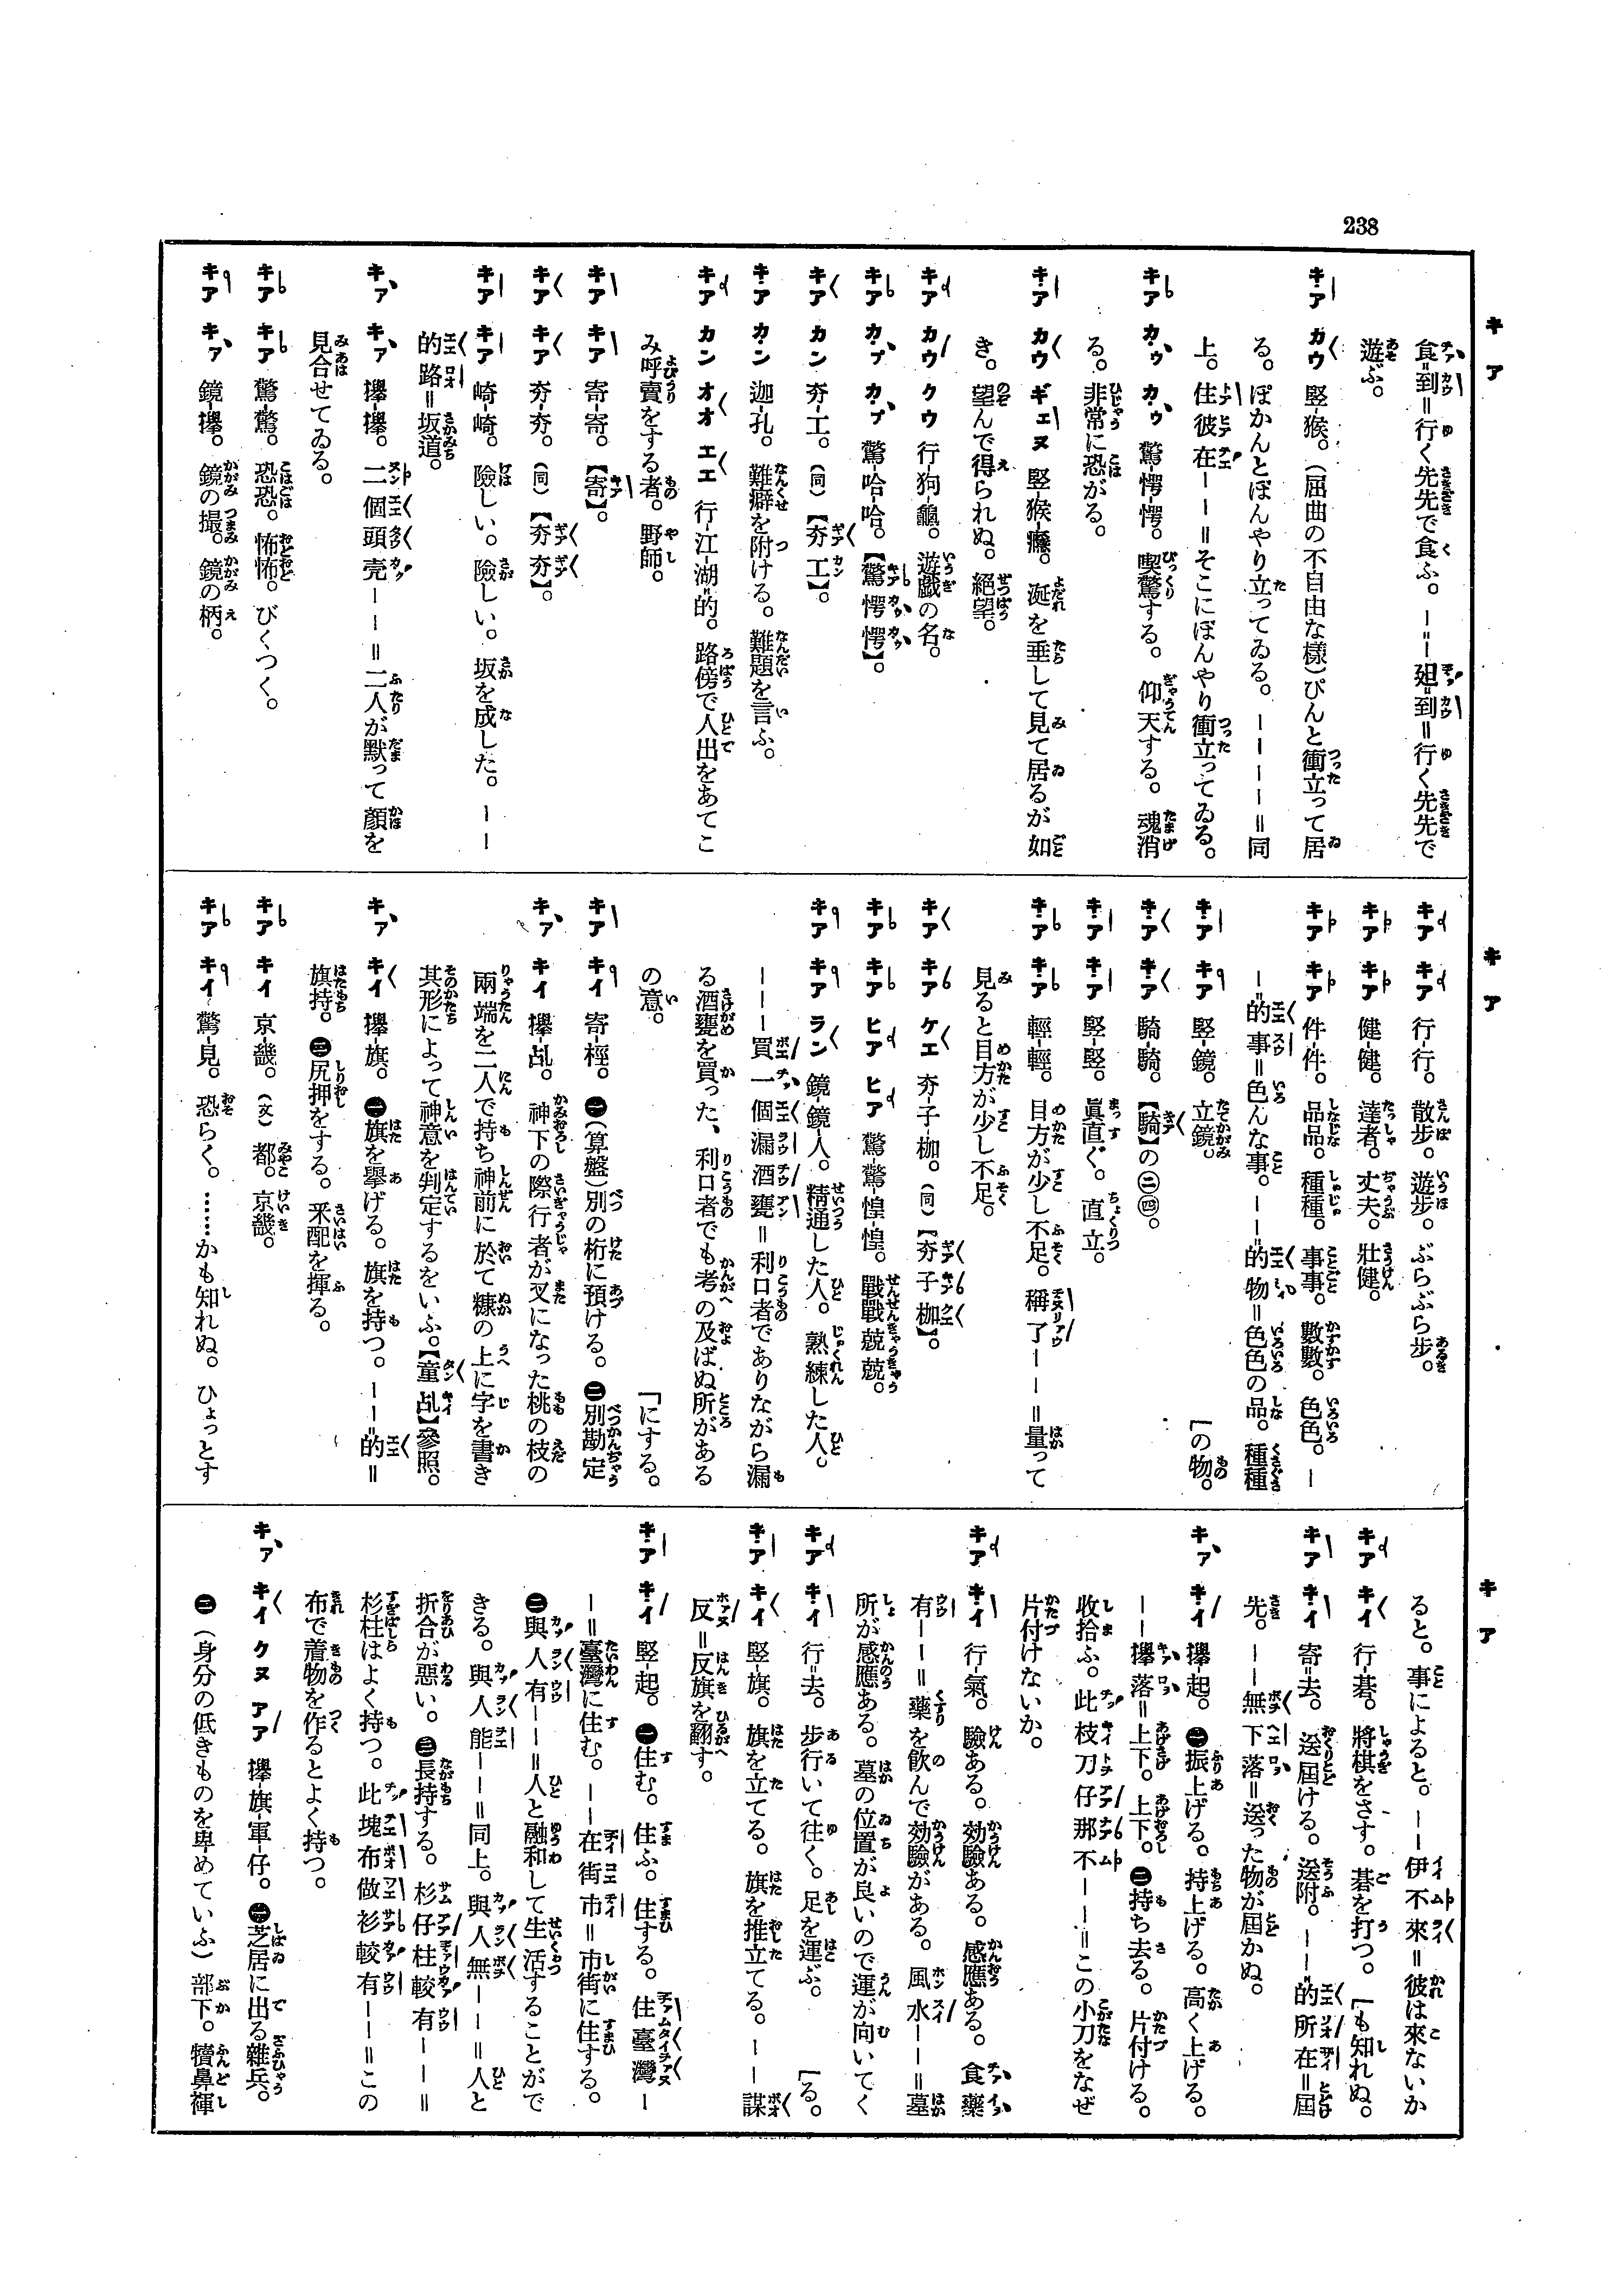 238
キア
食-到=行く先先で食ふ。——=廻=到=行く先先で
遊ぶ。
キア カウ 竪-猴。(屈曲の不自由な樣)ぴんと衝立って居
る。ぽかんとぼんやり立ってゐる。————=同
上。住彼在——=そこにぼんやり衝立ってゐる。
キア カウ カウ 驚-愕-愕。喫驚する。仰天する。魂消
る。非常に恐がる。
キア カウ ギエヌ 竪-猴-癮。涎を垂して見て居るが如
き。望んで得られぬ。絕望。
キア カウ クウ 行-狗-龜。遊戲の名。
キア カプ カプ 驚-哈-哈。【驚愕愕】。
キア カン 夯-工。(同)【夯工】。
キア カン 迦-孔。難癖を附ける。難題を言ふ。
キア カン オオ エエ 行-江-湖=的。路傍で人出をあてこ
み呼賣をする者。野師。
キア キア 寄-寄。【寄】。
キア キア 夯-夯。(同)【夯夯】。
キア キア 崎-崎。險しい。險しい。坂を成した。——
的路=坂道。
キア キア 攑-攑。二個頭壳——=二人が默って顏を
見合せてゐる。
キア キア 驚-驚。恐恐。怖怖。びくつく。
キア キア 鏡-攑。鏡の撮。鏡の柄。
キア
キア キア 行-行。散步。遊步。ぶらぶら步。
キア キア 健-健。達者。丈夫。壯健。
キア キア 件-件。品品。種種。事事。數數。色色。—
—=的事=色んな事。——=的物=色色の品。種種
キア キア 竪-鏡。立鏡。「の物。
キア キア 騎-騎。【騎】の㊁㊃。
キア キア 竪-竪。眞直ぐ。直立。
キア キア 輕-輕。目方が少し不足。稱了——=量って
見ると目方が少し不足。
キア キア ケエ 夯-子-枷。(同)【夯子枷】。
キア キア ヒア ヒア 驚-驚-惶-惶。戰戰兢兢。
キア キア ラン 鏡-鏡-人。精通した人。熟練した人。
———買一個漏酒甕=利口者でありながら漏
る酒甕を買った、利口者でも考の及ばぬ所がある
の意。「にする。
キア キイ 寄-桱。㊀(算盤)別の桁に預ける。㊁別勘定
キア キイ 攑-乩。神下の際行者が叉になった桃の枝の
兩端を二人で持ち神前に於て糠の上に字を書き
其形によって神意を判定するをいふ。【童乩】參照。
キア キイ 攑-旗。㊀旗を擧げる。旗を持つ。——=的=
旗持。㊁尻押をする。釆配を揮る。
キア キイ 京-畿。(文)都。京畿。
キア キイ 驚-見。恐らく。……かも知れぬ。ひょっとす
キア
ると。事によると。——伊不來=彼は來ないか
キア キイ 行-碁。將棋をさす。碁を打つ。「も知れぬ。
キア キイ 寄=去。送屆ける。送附。——=的所在=屆
先。——無下落=送った物が屆かぬ。
キア キイ 攑-起。㊀振上げる。持上げる。高く上げる。
——攑落=上下。上下。㊁持ち去る。片付ける。
收拾ふ。此枝刀仔那不——=この小刀をなぜ
片付けないか。
キア キイ 行-氣。驗ある。効驗ある。感應ある。食藥
有——=藥を飮んで効驗がある。風水——=墓
所が感應ある。墓の位置が良いので運が向いてく
キア キイ 行=去。步行いて往く。足を運ぶ。「る。
キア キイ 竪-旗。旗を立てる。旗を推立てる。——謀
反=反旗を飜す。
キア キイ 竪-起。㊀住む。住ふ。住する。住臺灣—
—=臺灣に住む。——在街市=市街に住する。
㊁與人有——=人と融和して生活することがで
きる。與人能——=同上。與人無——=人と
折合が惡い。㊂長持する。杉仔柱較有——=
杉柱はよく持つ。此塊布做衫較有——=この
布で着物を作るとよく持つ。
キア キイ クヌ アア 攑-旗-軍-仔。㊀芝居に出る雜兵。
㊁(身分の低きものを卑めていふ)部下。犢鼻褌